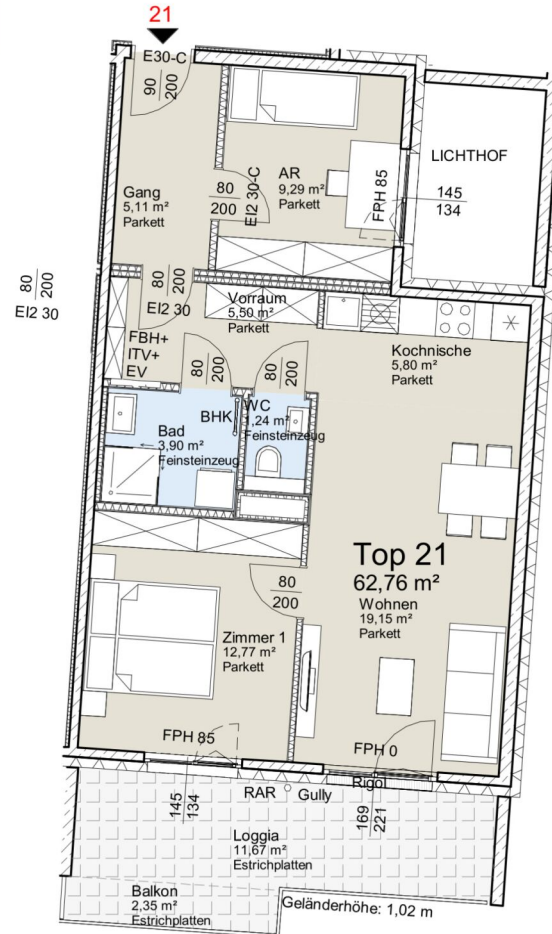 21
E30-C
90
200
AR
9,29 m²
Parkett
LICHTHOF
FPH 85
145
134
Gang
5,11 m²
Parkett
80
200
EI2 30-C
80
200
EI2 30
80
200
EI2 30
Vorraum
5,50 m²
Parkett
FBH+
ITV+
EV
80
200
80
200
Kochnische
5,80 m²
Parkett
Bad
3,90 m²
Feinsteinzeug
BHK
WC
1,24 m²
Feinsteinzeug
Top 21
62,76 m²
Wohnen
19,15 m²
Parkett
80
200
Zimmer 1
12,77 m²
Parkett
FPH 85
FPH 0
145
134
RAR
Gully
Rigol
169
221
Loggia
11,67 m²
Estrichplatten
Balkon
2,35 m²
Estrichplatten
Geländerhöhe: 1,02 m